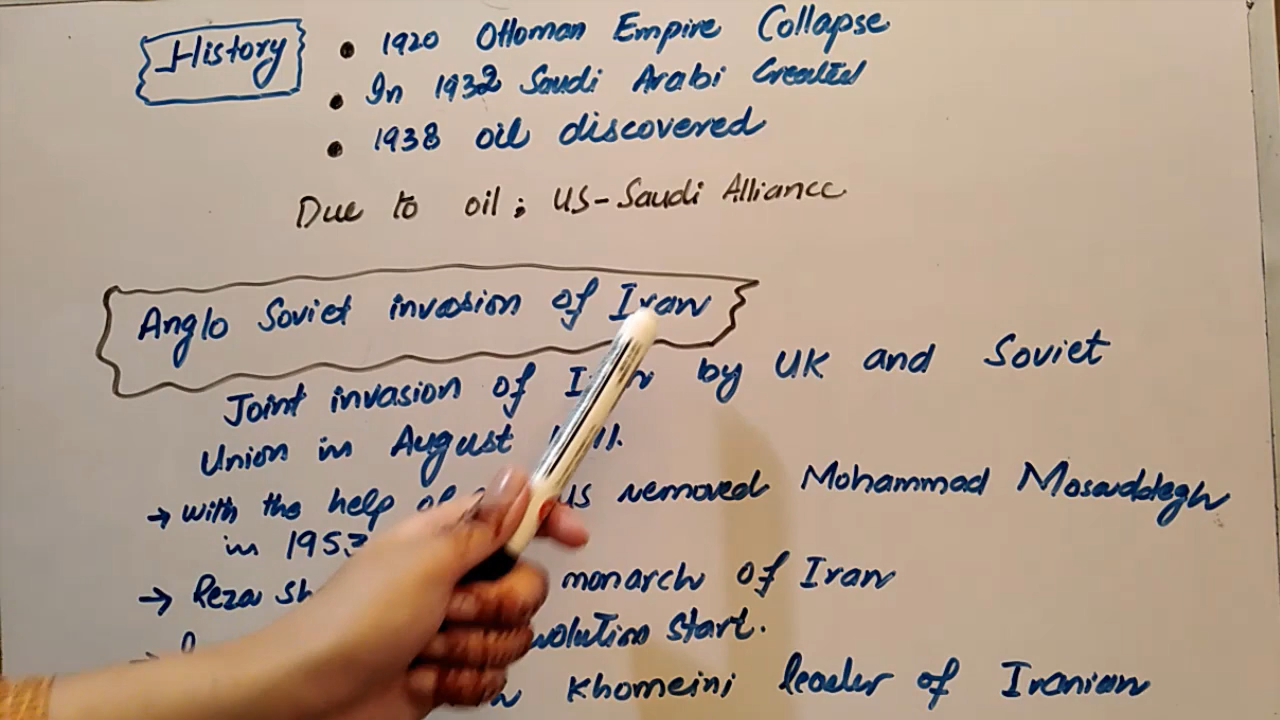 History
• 1920 Ottoman Empire Collapse
• In 1932 Saudi Arabi Created
• 1938 oil discovered
Due to oil ; US-Saudi Alliance
Anglo Soviet invasion of Iran
Joint invasion of by UK and Soviet
Union in August
→ with the help of US removed Mohammad Mosaddegh
in 1953
→ Reza monarch of Iran
→ Start.
Khomeini leader of Iranian